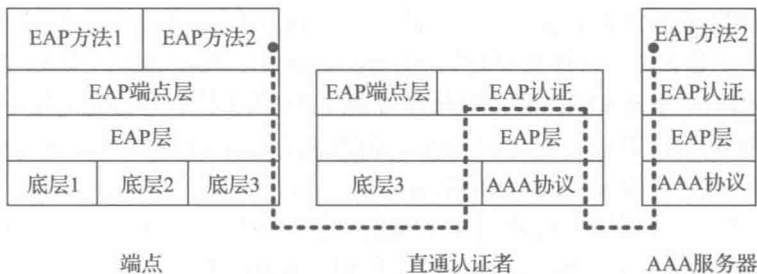 EAP方法1 EAP方法2 EAP方法2
EAP端点层 EAP端点层 EAP认证 EAP认证
EAP层 EAP层 EAP层
底层1 底层2 底层3 底层3 AAA协议 AAA协议
端点 直通认证者 AAA服务器